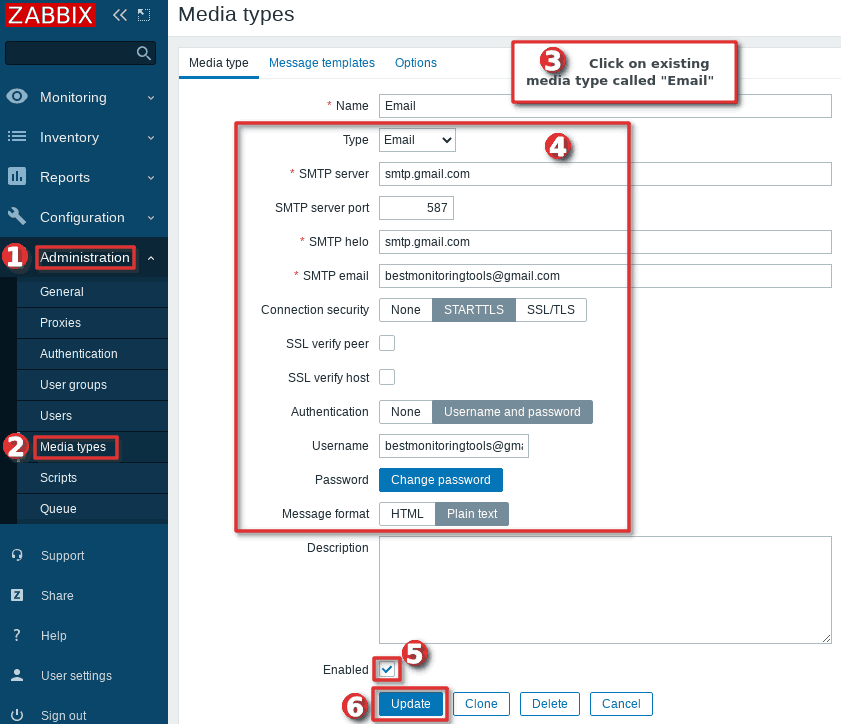 ZABBIX
Media types
Media type Message templates Options
3 Click on existing
media type called "Email"
Monitoring
Inventory
Reports
Configuration
1 Administration
General
Proxies
Authentication
User groups
Users
2 Media types
Scripts
Queue
Support
Z Share
? Help
User settings
Sign out
* Name Email
4
Type Email
* SMTP server smtp.gmail.com
SMTP server port 587
* SMTP helo smtp.gmail.com
* SMTP email bestmonitoringtools@gmail.com
Connection security None STARTTLS SSL/TLS
SSL verify peer
SSL verify host
Authentication None Username and password
Username bestmonitoringtools@gma
Password Change password
Message format HTML Plain text
Description
Enabled 5
6 Update Clone Delete Cancel